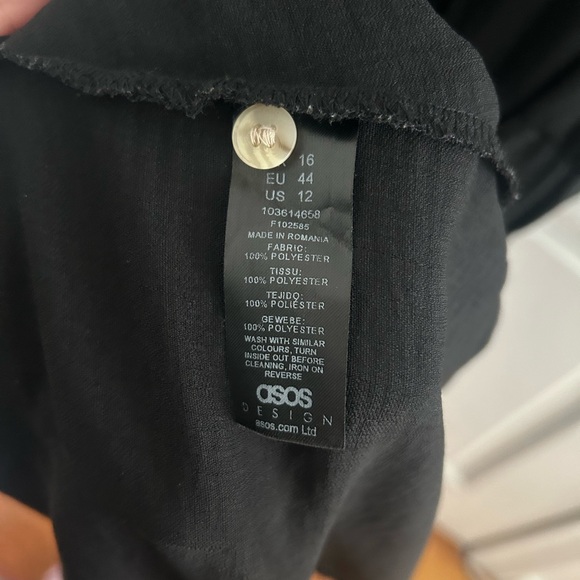 16
EU 44
US 12
103614658
F102585
MADE IN ROMANIA
FABRIC:
100% POLYESTER
TISSU:
100% POLYESTER
TEJIDO:
100% POLIÉSTER
GEWEBE:
100% POLYESTER
WASH WITH SIMILAR
COLOURS, TURN
INSIDE OUT BEFORE
CLEANING, IRON ON
REVERSE
asos
DESIGN
asos.com Ltd